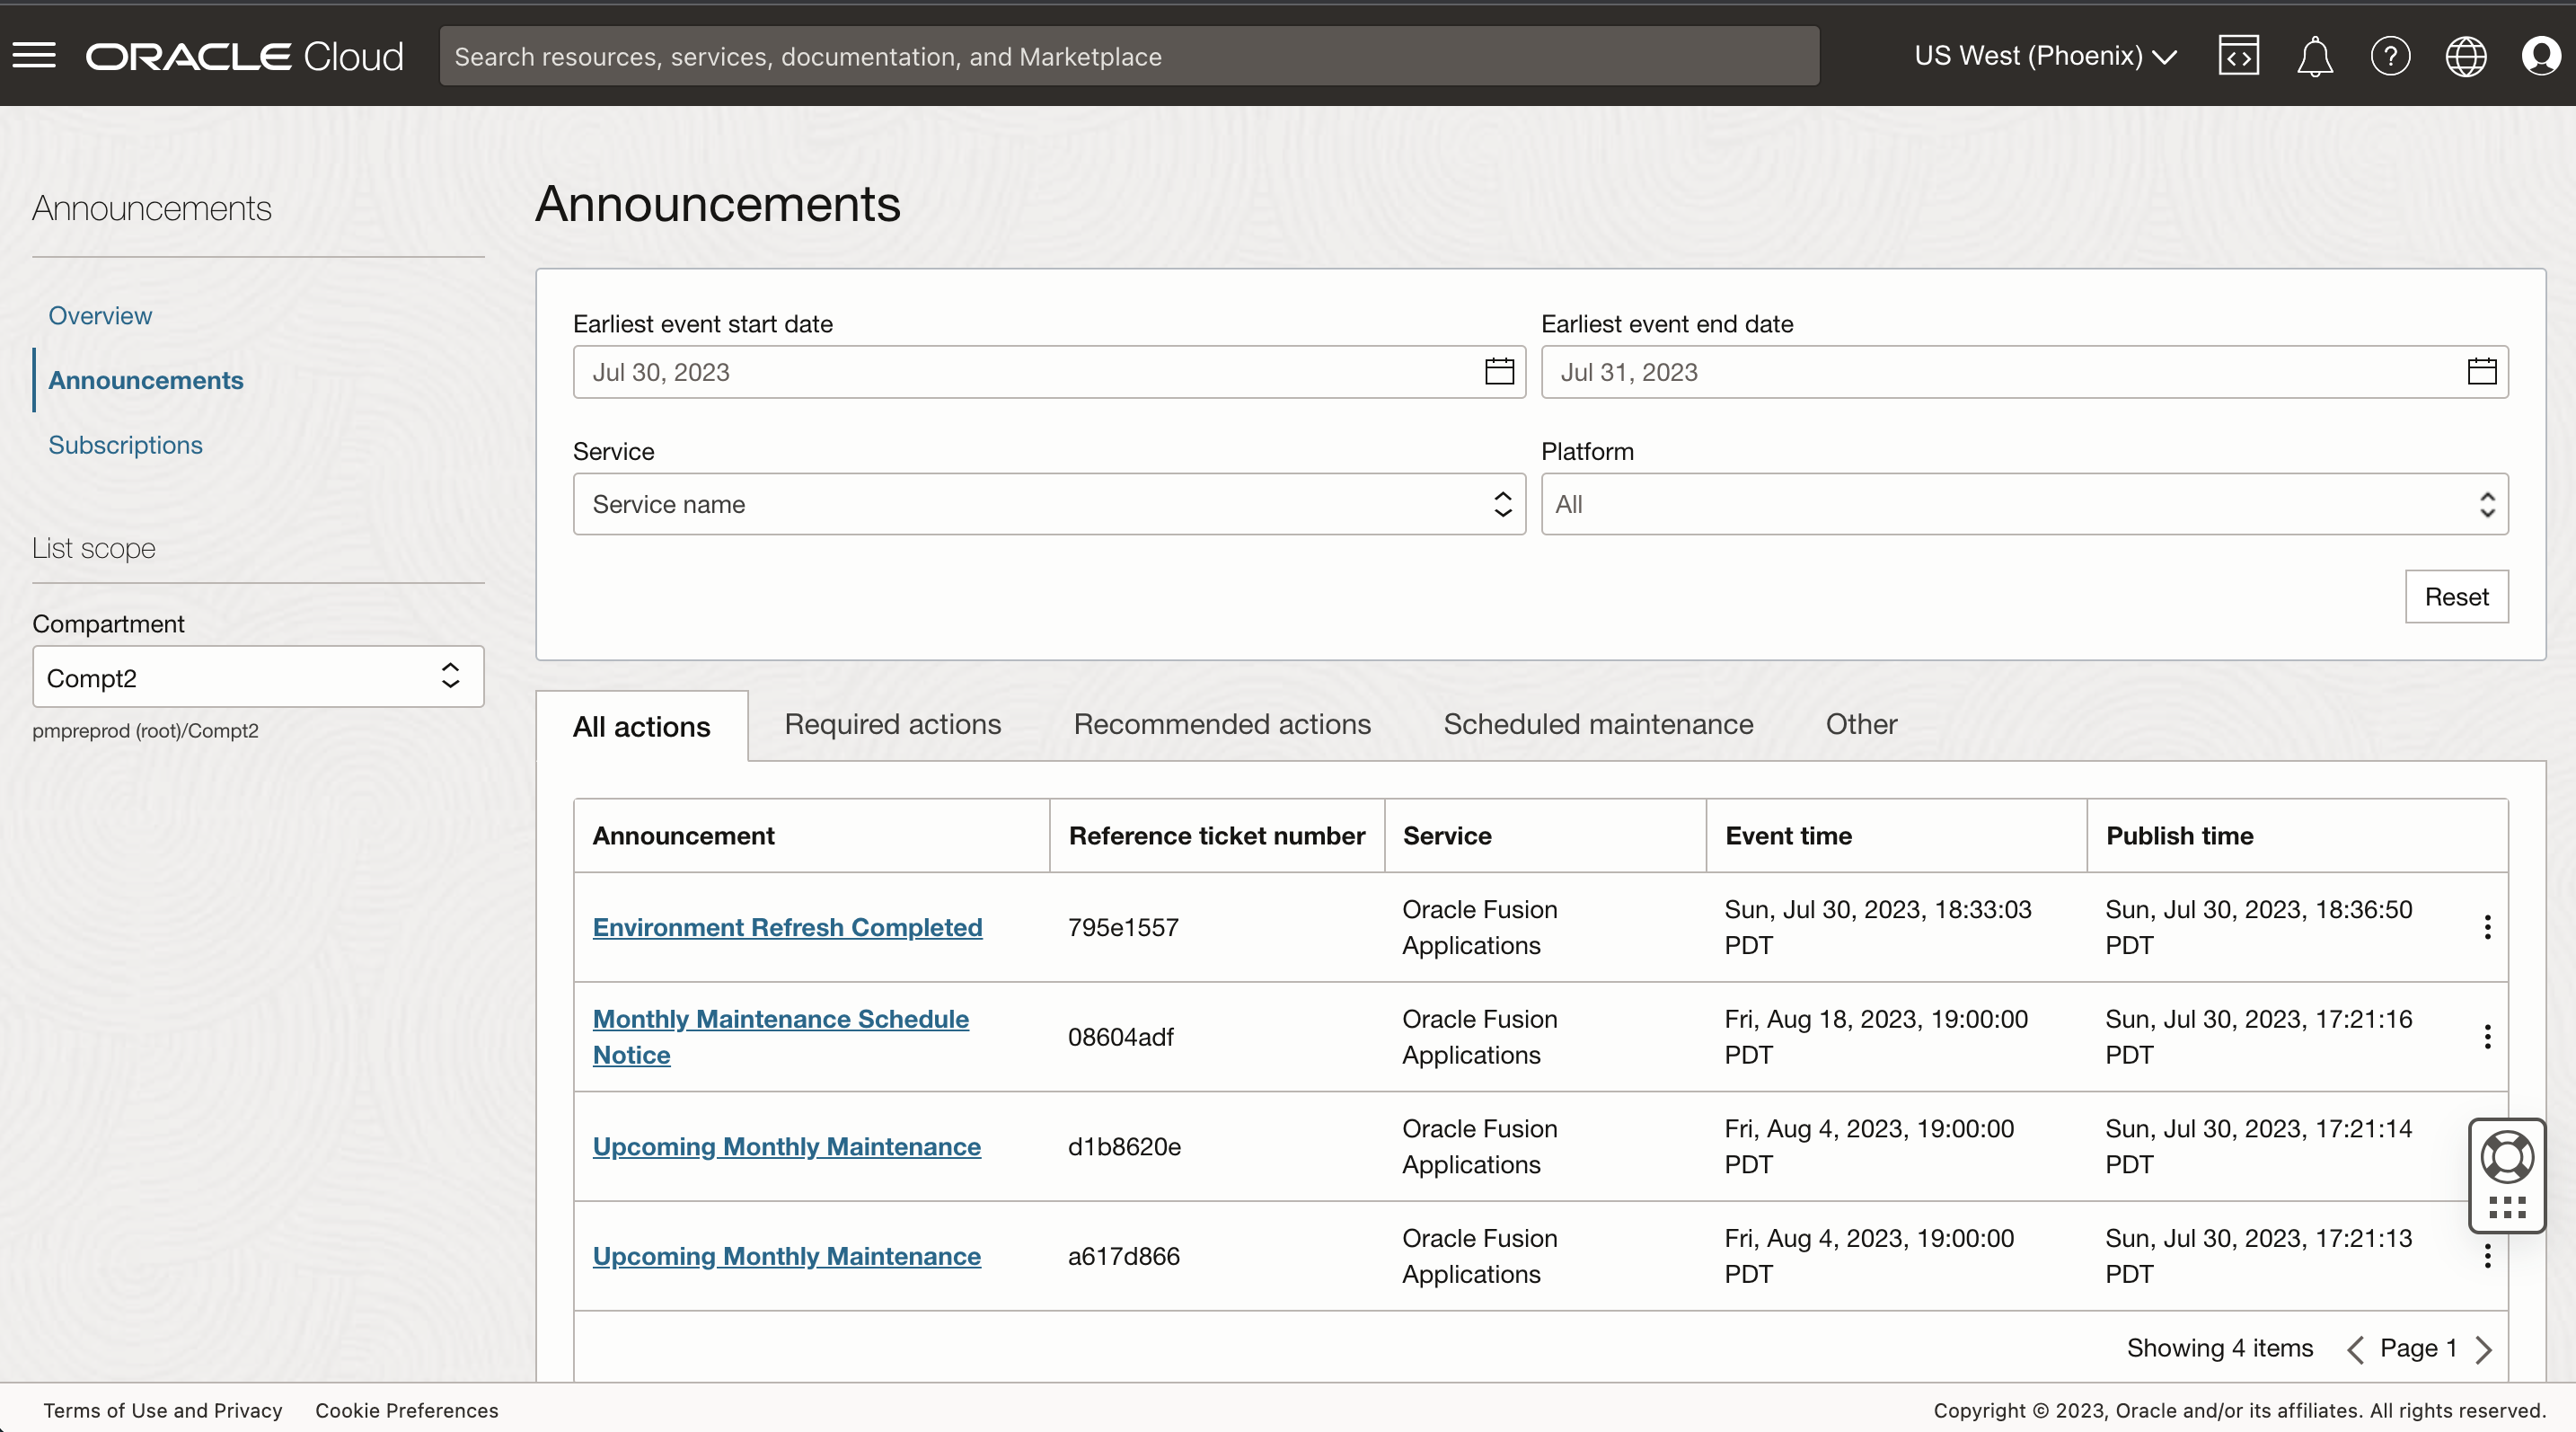 ORACLE Cloud
Search resources, services, documentation, and Marketplace
US West (Phoenix)
Announcements
Overview
Announcements
Subscriptions
List scope
Compartment
Compt2
pmpreprod (root)/Compt2
Announcements
Earliest event start date
Jul 30, 2023
Earliest event end date
Jul 31, 2023
Service
Service name
Platform
All
Reset
All actions
Required actions
Recommended actions
Scheduled maintenance
Other
Announcement
Reference ticket number
Service
Event time
Publish time
Environment Refresh Completed
795e1557
Oracle Fusion
Applications
Sun, Jul 30, 2023, 18:33:03
PDT
Sun, Jul 30, 2023, 18:36:50
PDT
Monthly Maintenance Schedule
Notice
08604adf
Oracle Fusion
Applications
Fri, Aug 18, 2023, 19:00:00
PDT
Sun, Jul 30, 2023, 17:21:16
PDT
Upcoming Monthly Maintenance
d1b8620e
Oracle Fusion
Applications
Fri, Aug 4, 2023, 19:00:00
PDT
Sun, Jul 30, 2023, 17:21:14
PDT
Upcoming Monthly Maintenance
a617d866
Oracle Fusion
Applications
Fri, Aug 4, 2023, 19:00:00
PDT
Sun, Jul 30, 2023, 17:21:13
PDT
Showing 4 items
Page 1
Terms of Use and Privacy
Cookie Preferences
Copyright © 2023, Oracle and/or its affiliates. All rights reserved.